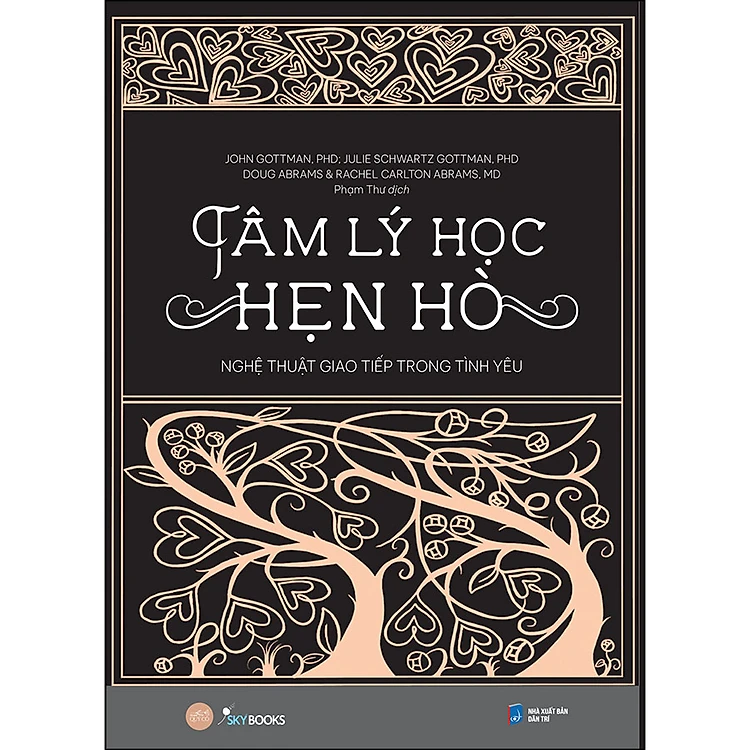 JOHN GOTTMAN, PHD; JULIE SCHWARTZ GOTTMAN, PHD
DOUG ABRAMS & RACHEL CARLTON ABRAMS, MD
Phạm Thư dịch
TÂM LÝ HỌC
HẸN HÒ
NGHỆ THUẬT GIAO TIẾP TRONG TÌNH YÊU
SKYBOOKS
NHÀ XUẤT BẢN
DÂN TRÍ